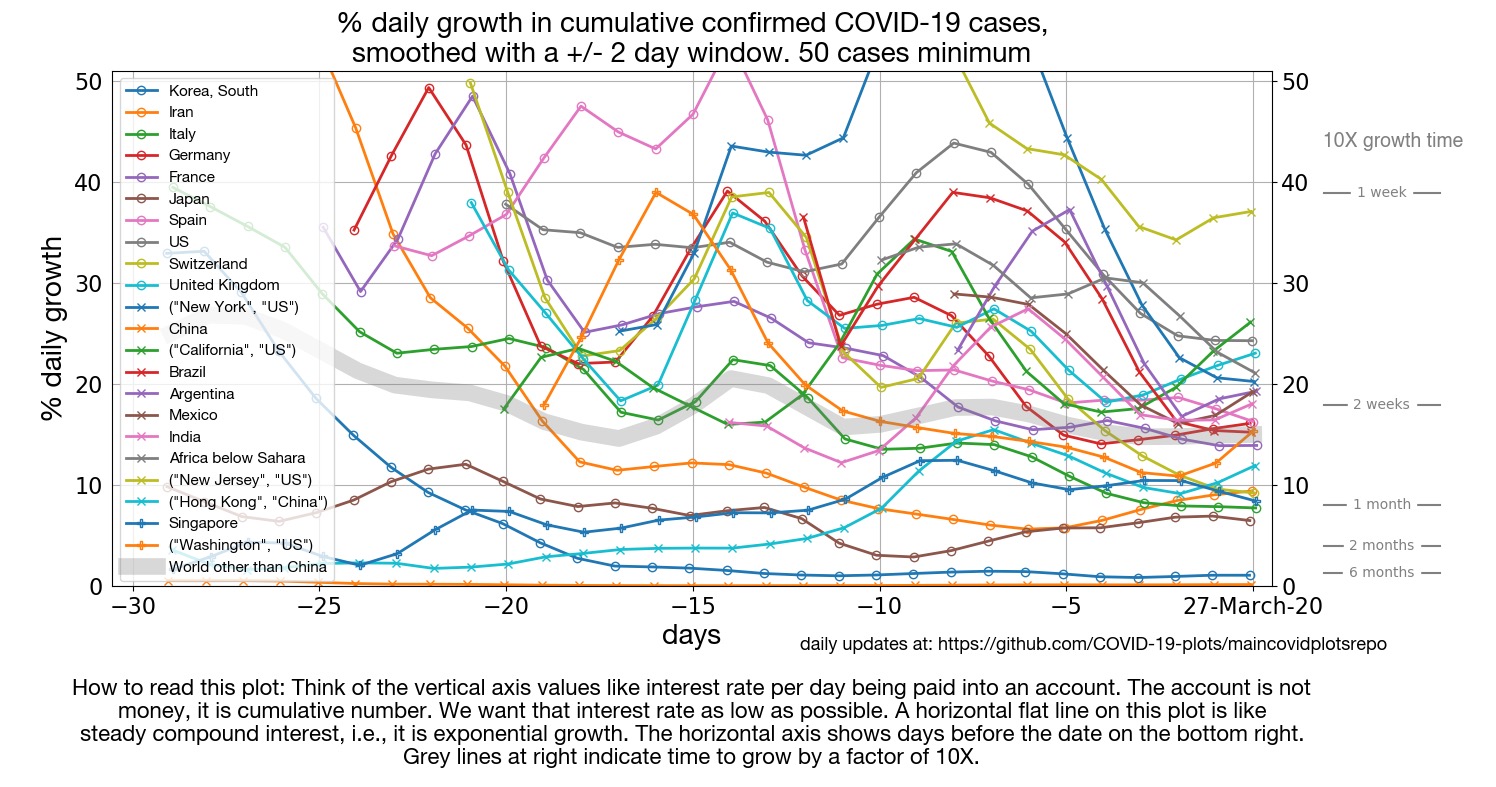 % daily growth in cumulative confirmed COVID-19 cases,
smoothed with a +/- 2 day window. 50 cases minimum
50
40
30
20
10
0
% daily growth
Korea, South
Iran
Italy
Germany
France
Japan
Spain
US
Switzerland
United Kingdom
("New York", "US")
China
("California", "US")
Brazil
Argentina
Mexico
India
Africa below Sahara
("New Jersey", "US")
("Hong Kong", "China")
Singapore
("Washington", "US")
World other than China
50
40
30
20
10
0
10X growth time
1 week
2 weeks
1 month
2 months
6 months
−30 −25 −20 −15 −10 −5 27-March-20
days
daily updates at: https://github.com/COVID-19-plots/maincovidplotsrepo
How to read this plot: Think of the vertical axis values like interest rate per day being paid into an account. The account is not
money, it is cumulative number. We want that interest rate as low as possible. A horizontal flat line on this plot is like
steady compound interest, i.e., it is exponential growth. The horizontal axis shows days before the date on the bottom right.
Grey lines at right indicate time to grow by a factor of 10X.